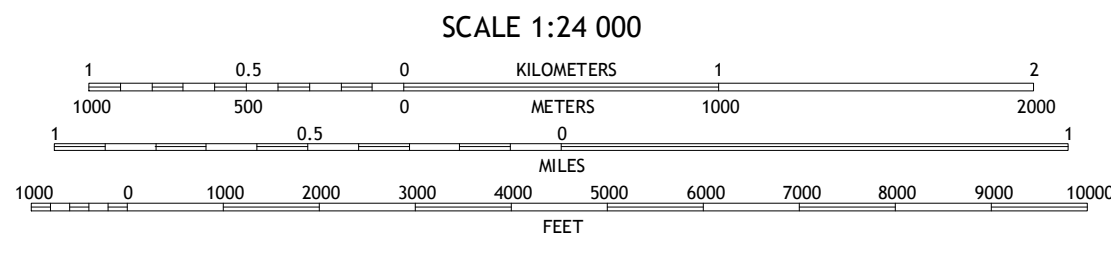 SCALE 1:24 000
1 0.5 0 KILOMETERS 1 2
1000 500 0 METERS 1000 2000
1 0.5 0 1
MILES
1000 0 1000 2000 3000 4000 5000 6000 7000 8000 9000 10000
FEET